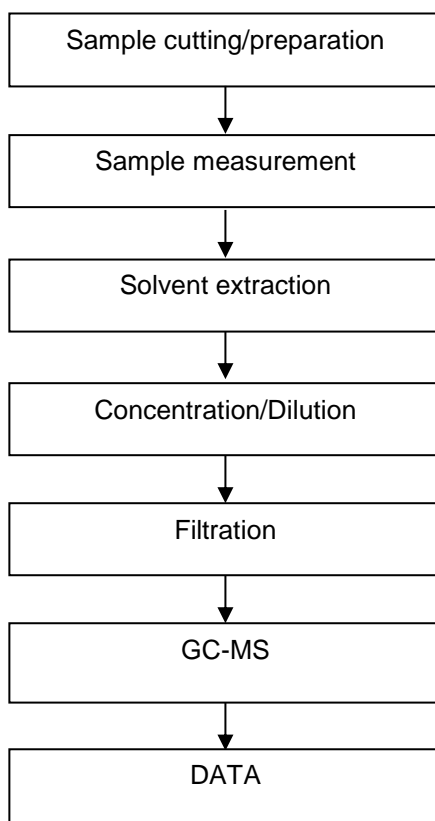 Sample cutting/preparation
Sample measurement
Solvent extraction
Concentration/Dilution
Filtration
GC-MS
DATA